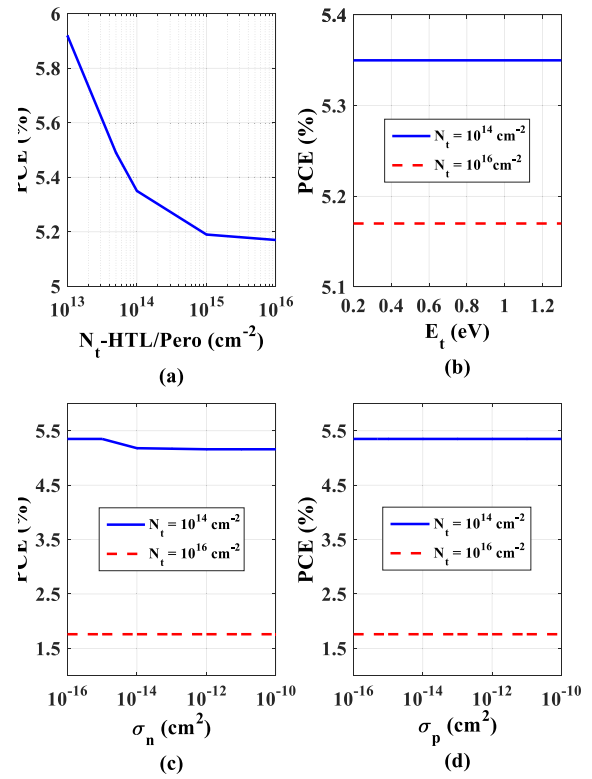 6
5.8
5.6
5.4
5.2
5
PCE (%)
10^13
10^14
10^15
10^16
N_t-HTL/Pero (cm^-2)
(a)
5.4
5.3
5.2
5.1
PCE (%)
N_t = 10^14 cm^-2
N_t = 10^16 cm^-2
0.2
0.4
0.6
0.8
1
1.2
E_t (eV)
(b)
5.5
4.5
3.5
2.5
1.5
PCE (%)
N_t = 10^14 cm^-2
N_t = 10^16 cm^-2
10^-16
10^-14
10^-12
10^-10
σ_n (cm^2)
(c)
5.5
4.5
3.5
2.5
1.5
PCE (%)
N_t = 10^14 cm^-2
N_t = 10^16 cm^-2
10^-16
10^-14
10^-12
10^-10
σ_p (cm^2)
(d)